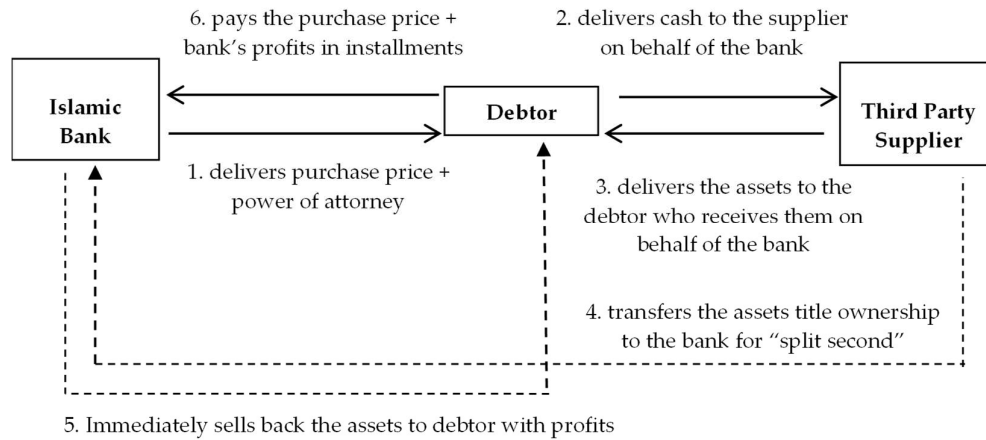 6. pays the purchase price +
bank’s profits in installments
2. delivers cash to the supplier
on behalf of the bank
Islamic
Bank
Debtor
Third Party
Supplier
1. delivers purchase price +
power of attorney
3. delivers the assets to the
debtor who receives them on
behalf of the bank
4. transfers the assets title ownership
to the bank for “split second”
5. Immediately sells back the assets to debtor with profits